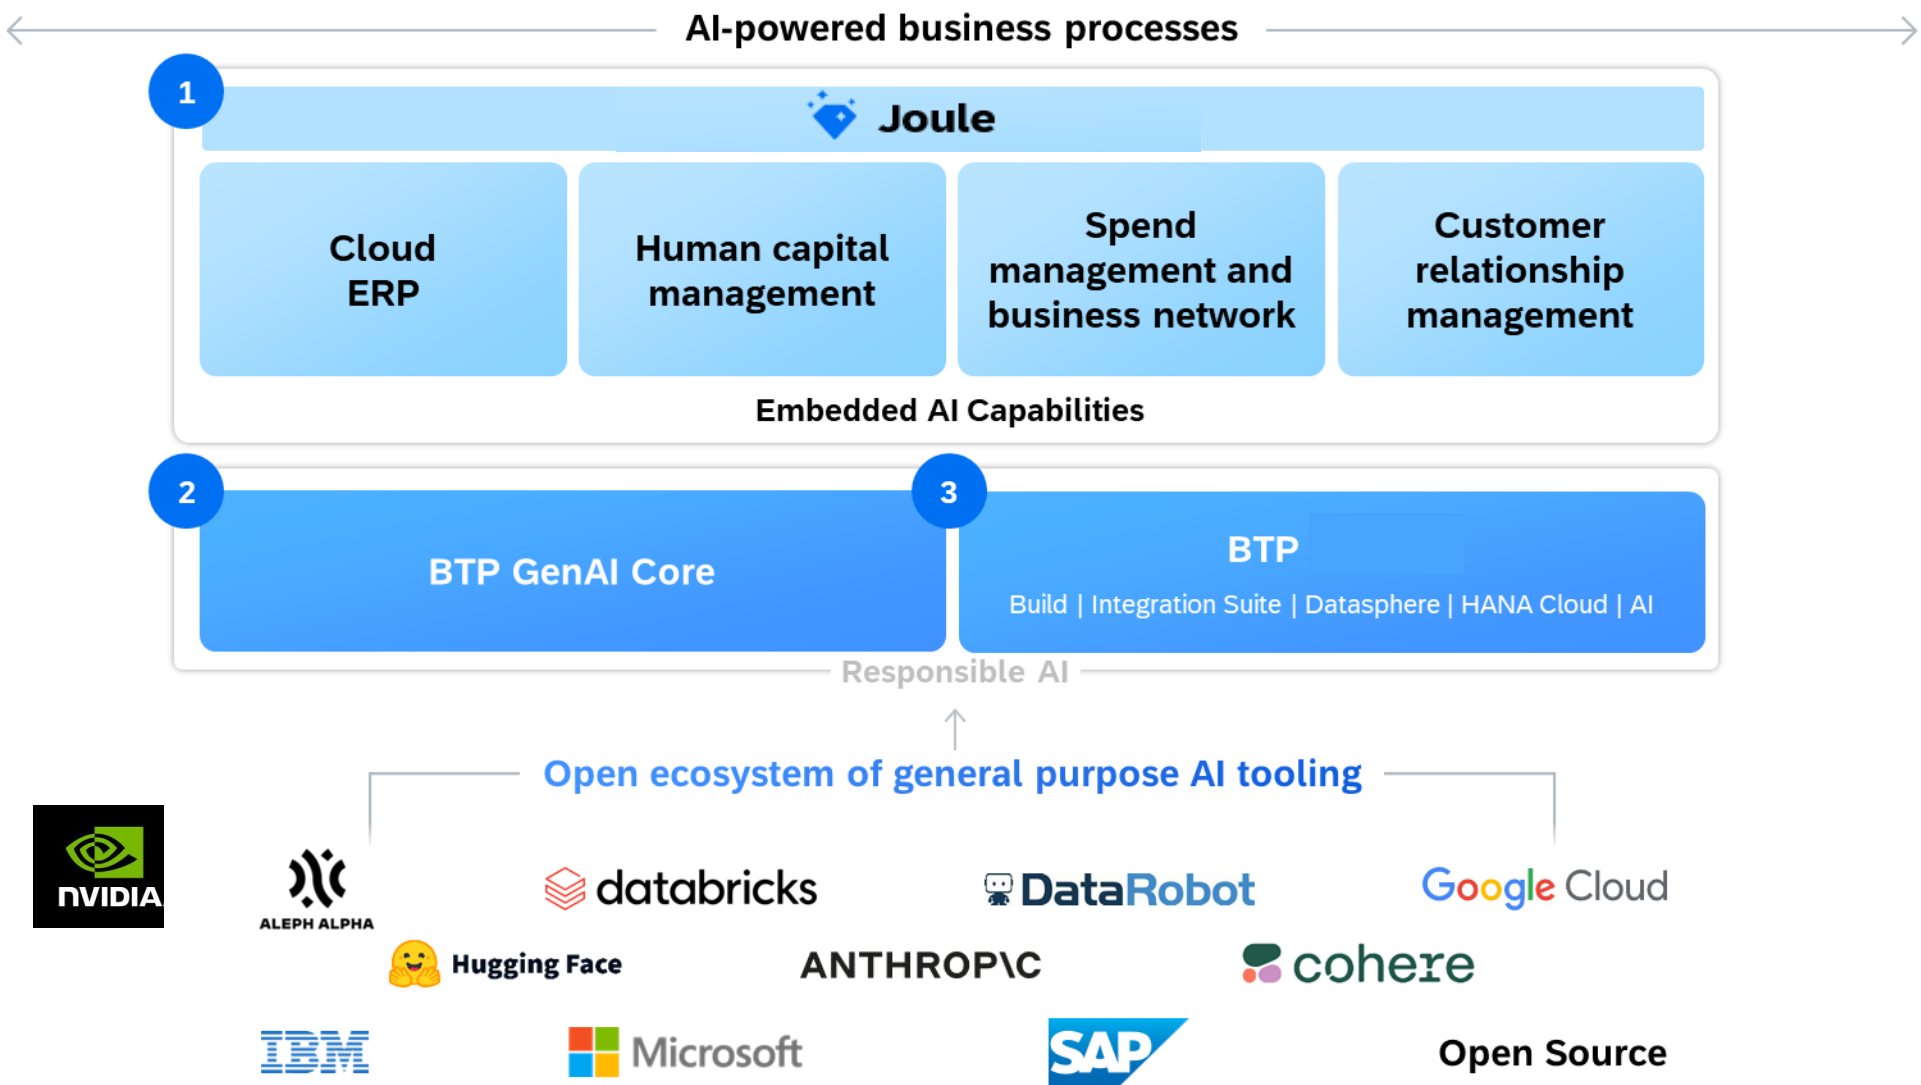 AI-powered business processes
1
Joule
Cloud
ERP
Human capital
management
Spend
management and
business network
Customer
relationship
management
Embedded AI Capabilities
2
BTP GenAI Core
3
BTP
Build | Integration Suite | Datasphere | HANA Cloud | AI
Responsible AI
Open ecosystem of general purpose AI tooling
NVIDIA
ALEPH ALPHA
databricks
DataRobot
Google Cloud
Hugging Face
ANTHROP\C
cohere
IBM
Microsoft
SAP
Open Source